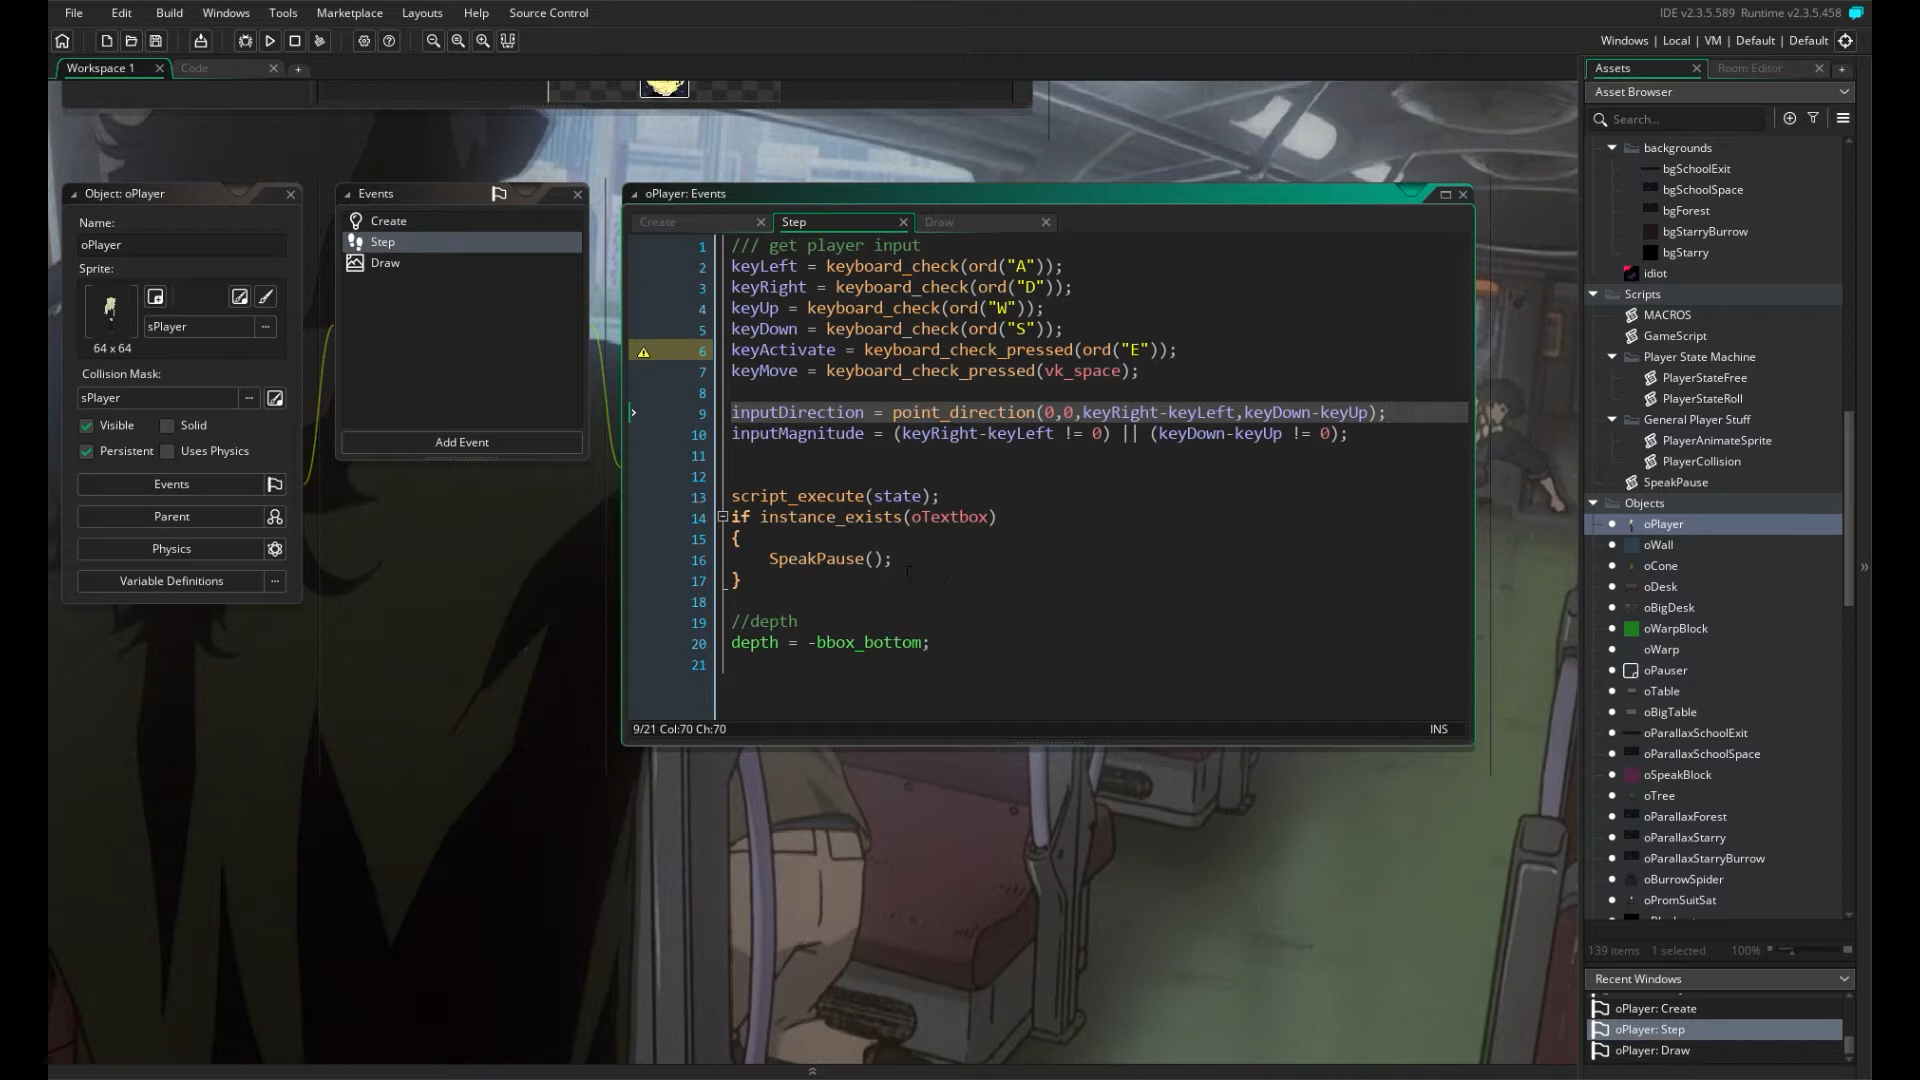 File Edit Build Windows Tools Marketplace Layouts Help Source Control
IDE v2.3.5.589 Runtime v2.3.5.458
Windows | Local | VM | Default | Default
Workspace 1
Code
Object: oPlayer
Name:
oPlayer
Sprite:
sPlayer
64 x 64
Collision Mask:
sPlayer
Visible
Solid
Persistent
Uses Physics
Events
Parent
Physics
Variable Definitions
Events
Create
Step
Draw
Add Event
oPlayer: Events
Create
Step
Draw
1 /// get player input
2 keyLeft = keyboard_check(ord("A"));
3 keyRight = keyboard_check(ord("D"));
4 keyUp = keyboard_check(ord("W"));
5 keyDown = keyboard_check(ord("S"));
6 keyActivate = keyboard_check_pressed(ord("E"));
7 keyMove = keyboard_check_pressed(vk_space);
8
9 inputDirection = point_direction(0,0,keyRight-keyLeft,keyDown-keyUp);
10 inputMagnitude = (keyRight-keyLeft != 0) || (keyDown-keyUp != 0);
11
12
13 script_execute(state);
14 if instance_exists(oTextbox)
15 {
16 SpeakPause();
17 }
18
19 //depth
20 depth = -bbox_bottom;
21
9/21 Col:70 Ch:70
INS
Assets
Room Editor
Asset Browser
Search...
backgrounds
bgSchoolExit
bgSchoolSpace
bgForest
bgStarryBurrow
bgStarry
idiot
Scripts
MACROS
GameScript
Player State Machine
PlayerStateFree
PlayerStateRoll
General Player Stuff
PlayerAnimateSprite
PlayerCollision
SpeakPause
Objects
oPlayer
oWall
oCone
oDesk
oBigDesk
oWarpBlock
oWarp
oPauser
oTable
oBigTable
oParallaxSchoolExit
oParallaxSchoolSpace
oSpeakBlock
oTree
oParallaxForest
oParallaxStarry
oParallaxStarryBurrow
oBurrowSpider
oPromSuitSat
139 items 1 selected 100%
Recent Windows
oPlayer: Create
oPlayer: Step
oPlayer: Draw